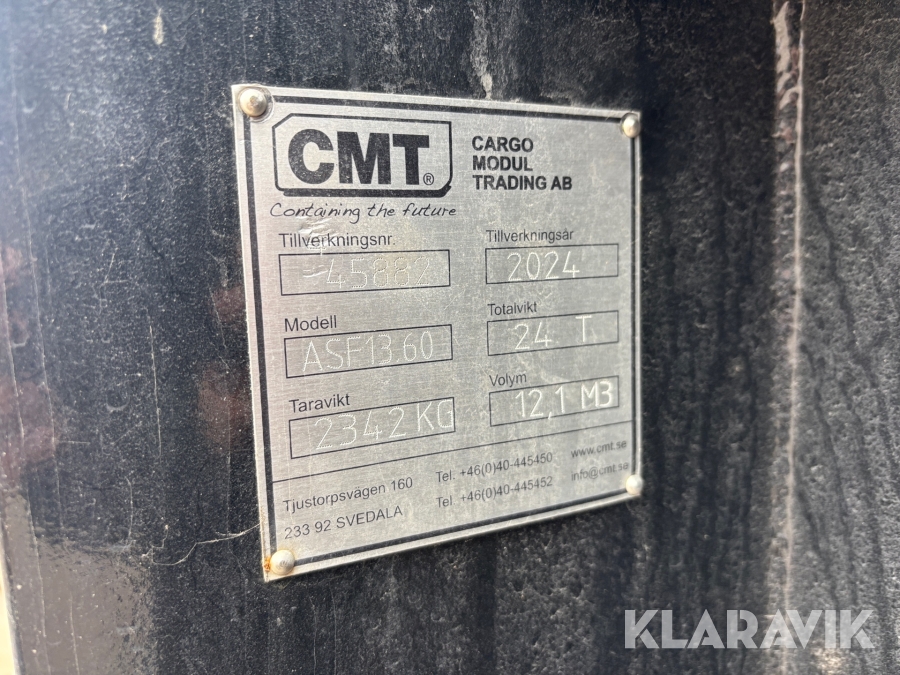 CMT®
CARGO
MODUL
TRADING AB
Containing the future
Tillverkningsnr.
45882
Tillverkningsår
2024
Modell
ASF13.60
Totalvikt
24 T
Taravikt
2342 KG
Volym
12,1 M3
Tjustorpsvägen 160
233 92 SVEDALA
Tel. +46(0)40-445450
Tel. +46(0)40-445452
www.cmt.se
info@cmt.se
KLARAVIK